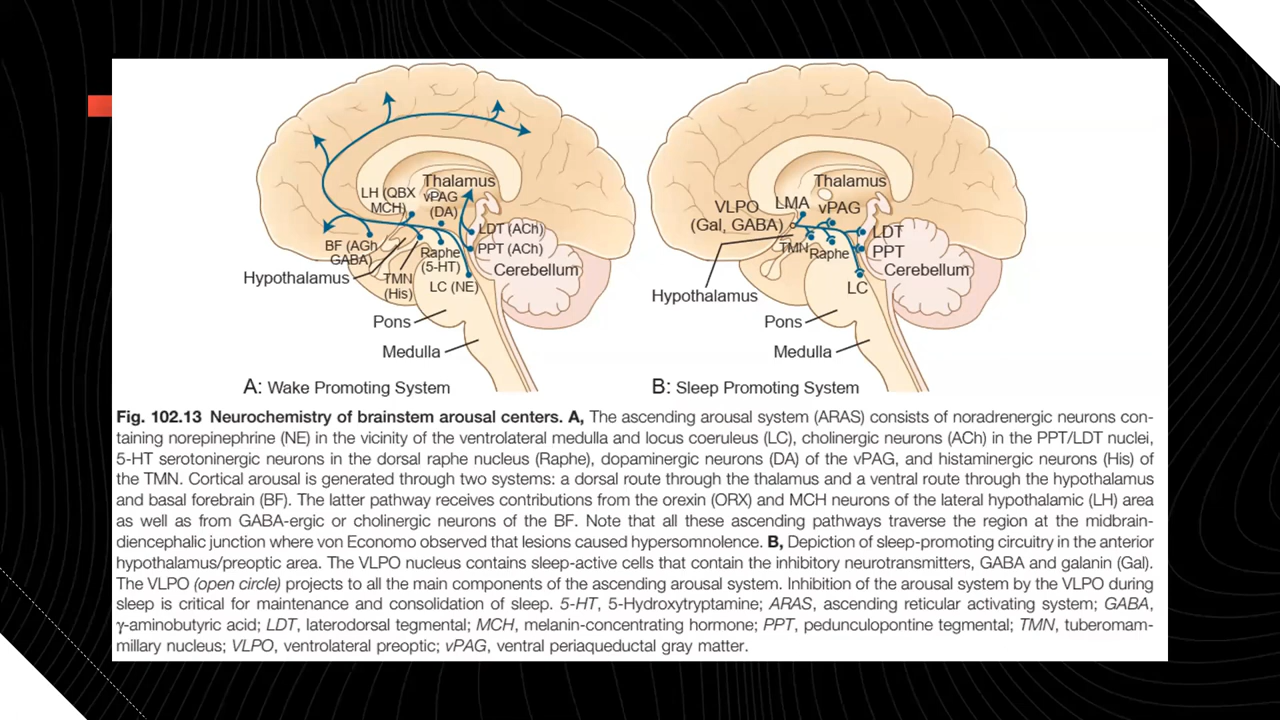 Thalamus
LH (QBX
MCH)
vPAG
(DA)
LDT (ACh)
PPT (ACh)
BF (AGh
GABA)
Raphe
(5-HT)
Cerebellum
Hypothalamus
TMN
(His)
LC (NE)
Pons
Medulla
A: Wake Promoting System
Thalamus
VLPO
(Gal, GABA)
LMA
vPAG
LDT
TMN
Raphe
PPT
Cerebellum
Hypothalamus
LC
Pons
Medulla
B: Sleep Promoting System
Fig. 102.13 Neurochemistry of brainstem arousal centers. A, The ascending arousal system (ARAS) consists of noradrenergic neurons con-
taining norepinephrine (NE) in the vicinity of the ventrolateral medulla and locus coeruleus (LC), cholinergic neurons (ACh) in the PPT/LDT nuclei,
5-HT serotoninergic neurons in the dorsal raphe nucleus (Raphe), dopaminergic neurons (DA) of the vPAG, and histaminergic neurons (His) of
the TMN. Cortical arousal is generated through two systems: a dorsal route through the thalamus and a ventral route through the hypothalamus
and basal forebrain (BF). The latter pathway receives contributions from the orexin (ORX) and MCH neurons of the lateral hypothalamic (LH) area
as well as from GABA-ergic or cholinergic neurons of the BF. Note that all these ascending pathways traverse the region at the midbrain-
diencephalic junction where von Economo observed that lesions caused hypersomnolence. B, Depiction of sleep-promoting circuitry in the anterior
hypothalamus/preoptic area. The VLPO nucleus contains sleep-active cells that contain the inhibitory neurotransmitters, GABA and galanin (Gal).
The VLPO (open circle) projects to all the main components of the ascending arousal system. Inhibition of the arousal system by the VLPO during
sleep is critical for maintenance and consolidation of sleep. 5-HT, 5-Hydroxytryptamine; ARAS, ascending reticular activating system; GABA,
γ-aminobutyric acid; LDT, laterodorsal tegmental; MCH, melanin-concentrating hormone; PPT, pedunculopontine tegmental; TMN, tuberomam-
millary nucleus; VLPO, ventrolateral preoptic; vPAG, ventral periaqueductal gray matter.